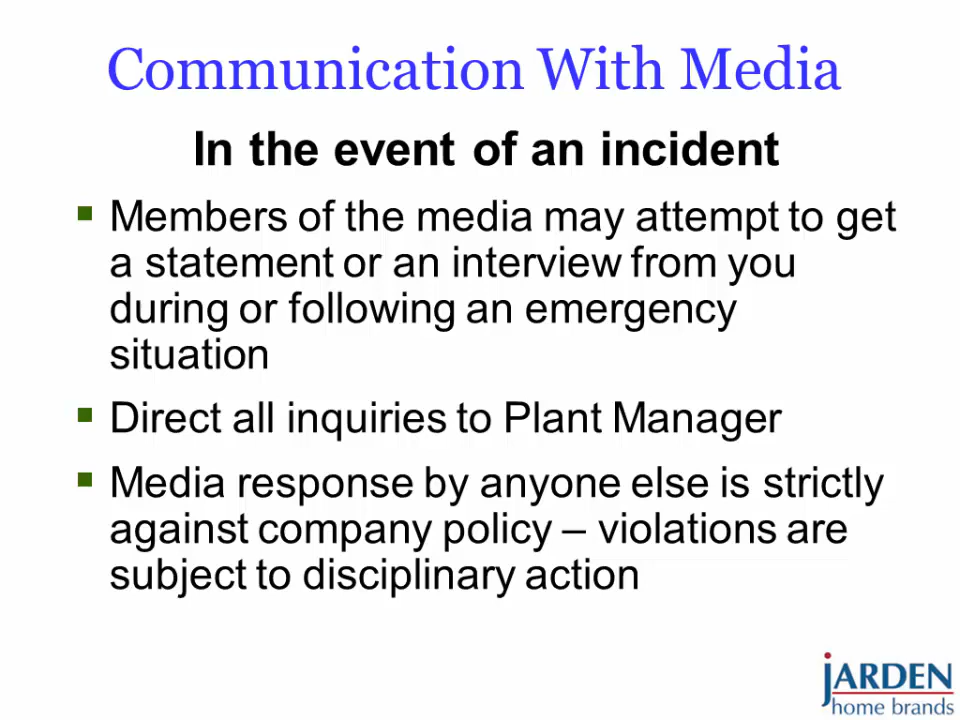 Communication With Media
In the event of an incident
Members of the media may attempt to get
a statement or an interview from you
during or following an emergency
situation
Direct all inquiries to Plant Manager
Media response by anyone else is strictly
against company policy – violations are
subject to disciplinary action
jARDEN
home brands